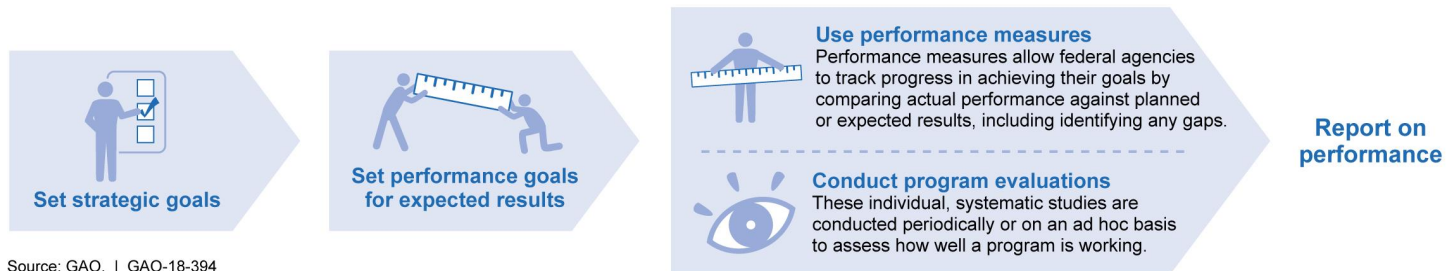 Set strategic goals
Set performance goals
for expected results
Use performance measures
Performance measures allow federal agencies
to track progress in achieving their goals by
comparing actual performance against planned
or expected results, including identifying any gaps.
Conduct program evaluations
These individual, systematic studies are
conducted periodically or on an ad hoc basis
to assess how well a program is working.
Report on
performance
Source: GAO. | GAO-18-394